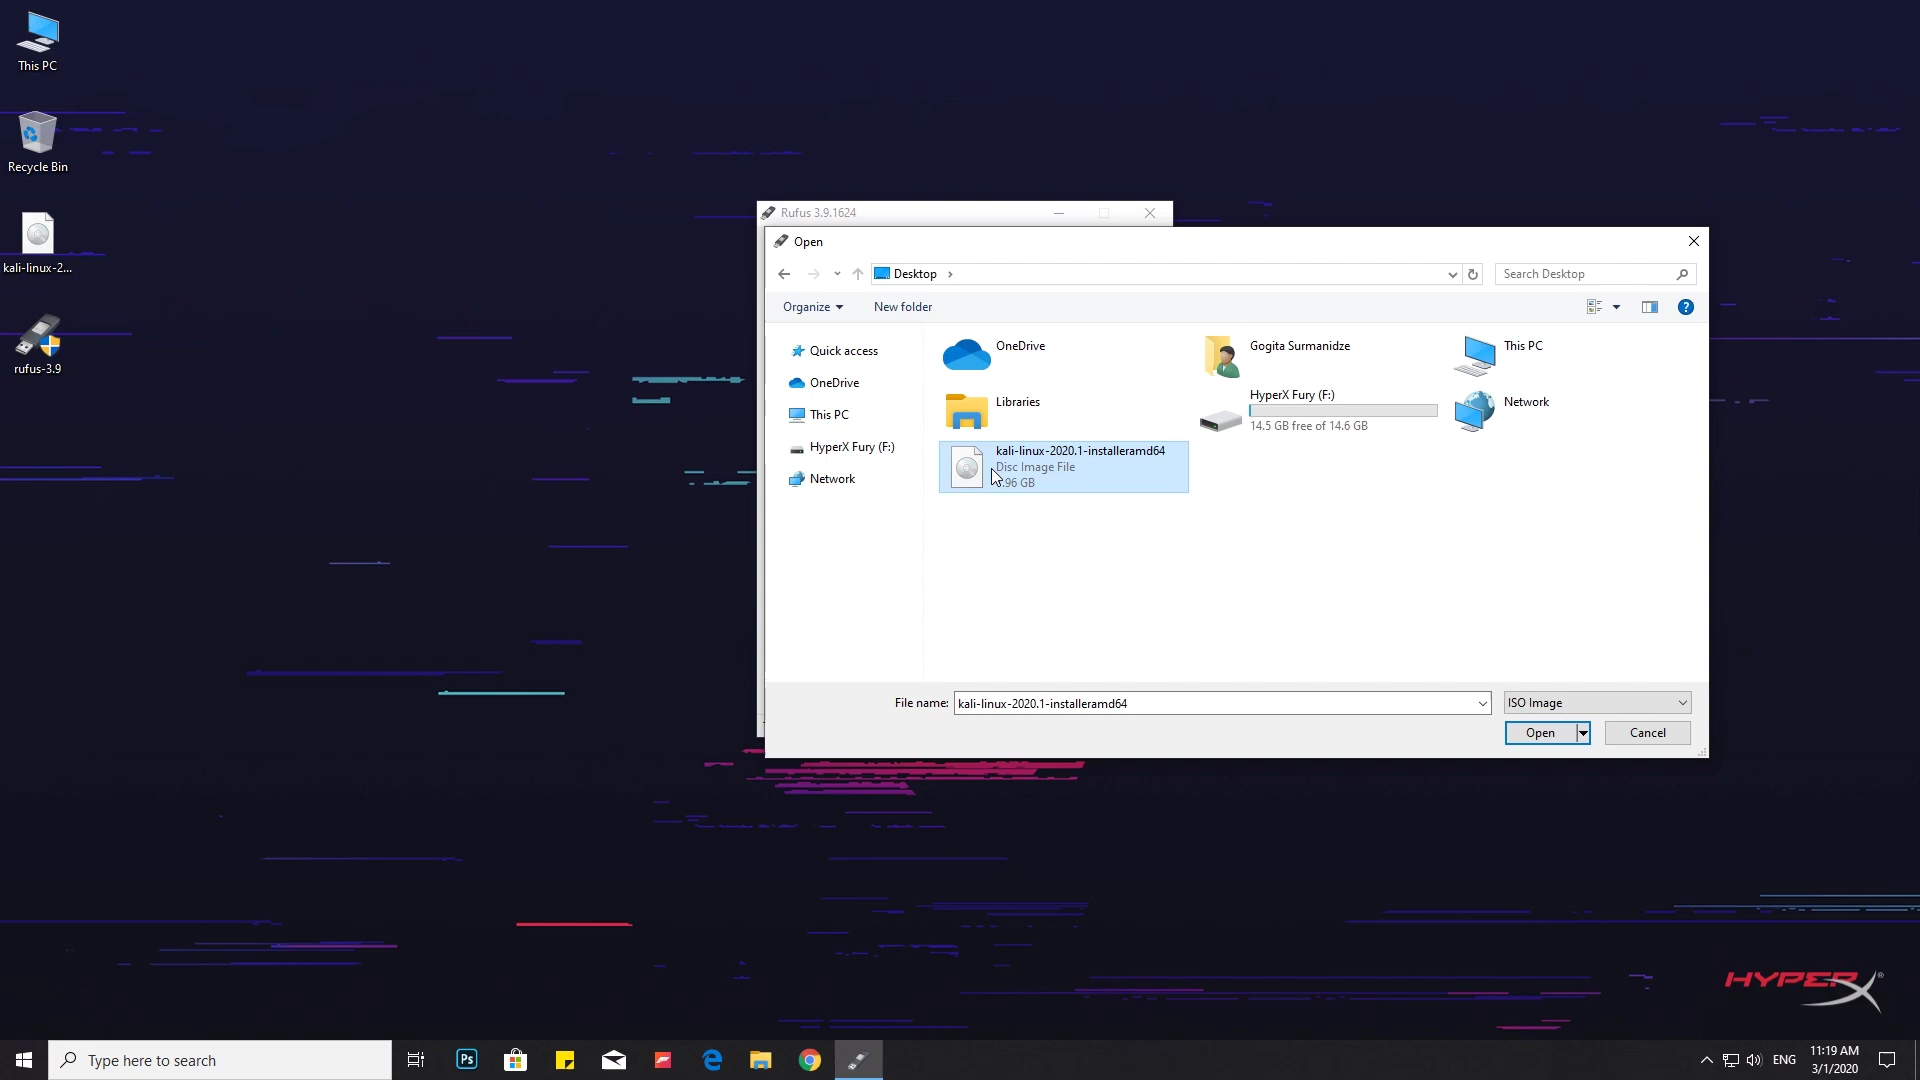 This PC
Recycle Bin
kali-linux-2...
rufus-3.9
Rufus 3.9.1624
Open
Desktop
Search Desktop
Organize
New folder
Quick access
OneDrive
This PC
HyperX Fury (F:)
Network
OneDrive
Gogita Surmanidze
This PC
Libraries
HyperX Fury (F:)
14.5 GB free of 14.6 GB
Network
kali-linux-2020.1-installeramd64
Disc Image File
.96 GB
File name:
kali-linux-2020.1-installeramd64
ISO Image
Open
Cancel
HYPERX®
Type here to search
Ps
ENG
11:19 AM
3/1/2020